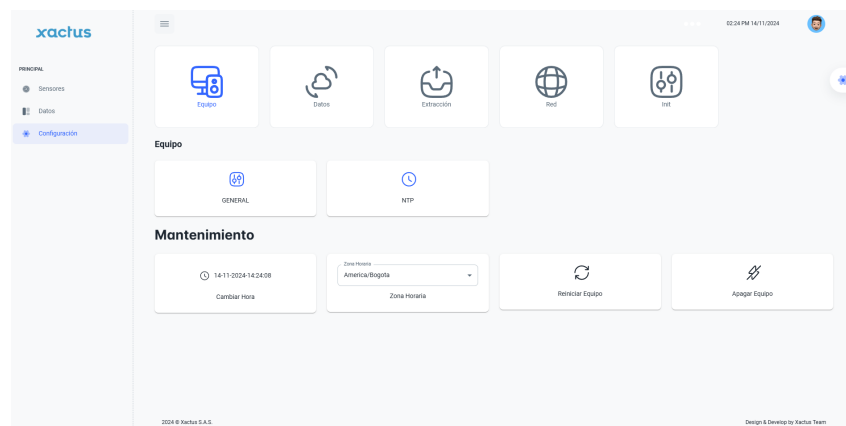 xactus
02:24 PM 14/11/2024
PRINCIPAL
Sensores
Datos
Configuración
Equipo
Datos
Extracción
Red
Init
Equipo
GENERAL
NTP
Mantenimiento
14-11-2024-14:24:08
Cambiar Hora
Zona Horaria
America/Bogota
Zona Horaria
Reiniciar Equipo
Apagar Equipo
2024 © Xactus S.A.S.
Design & Develop by Xactus Team